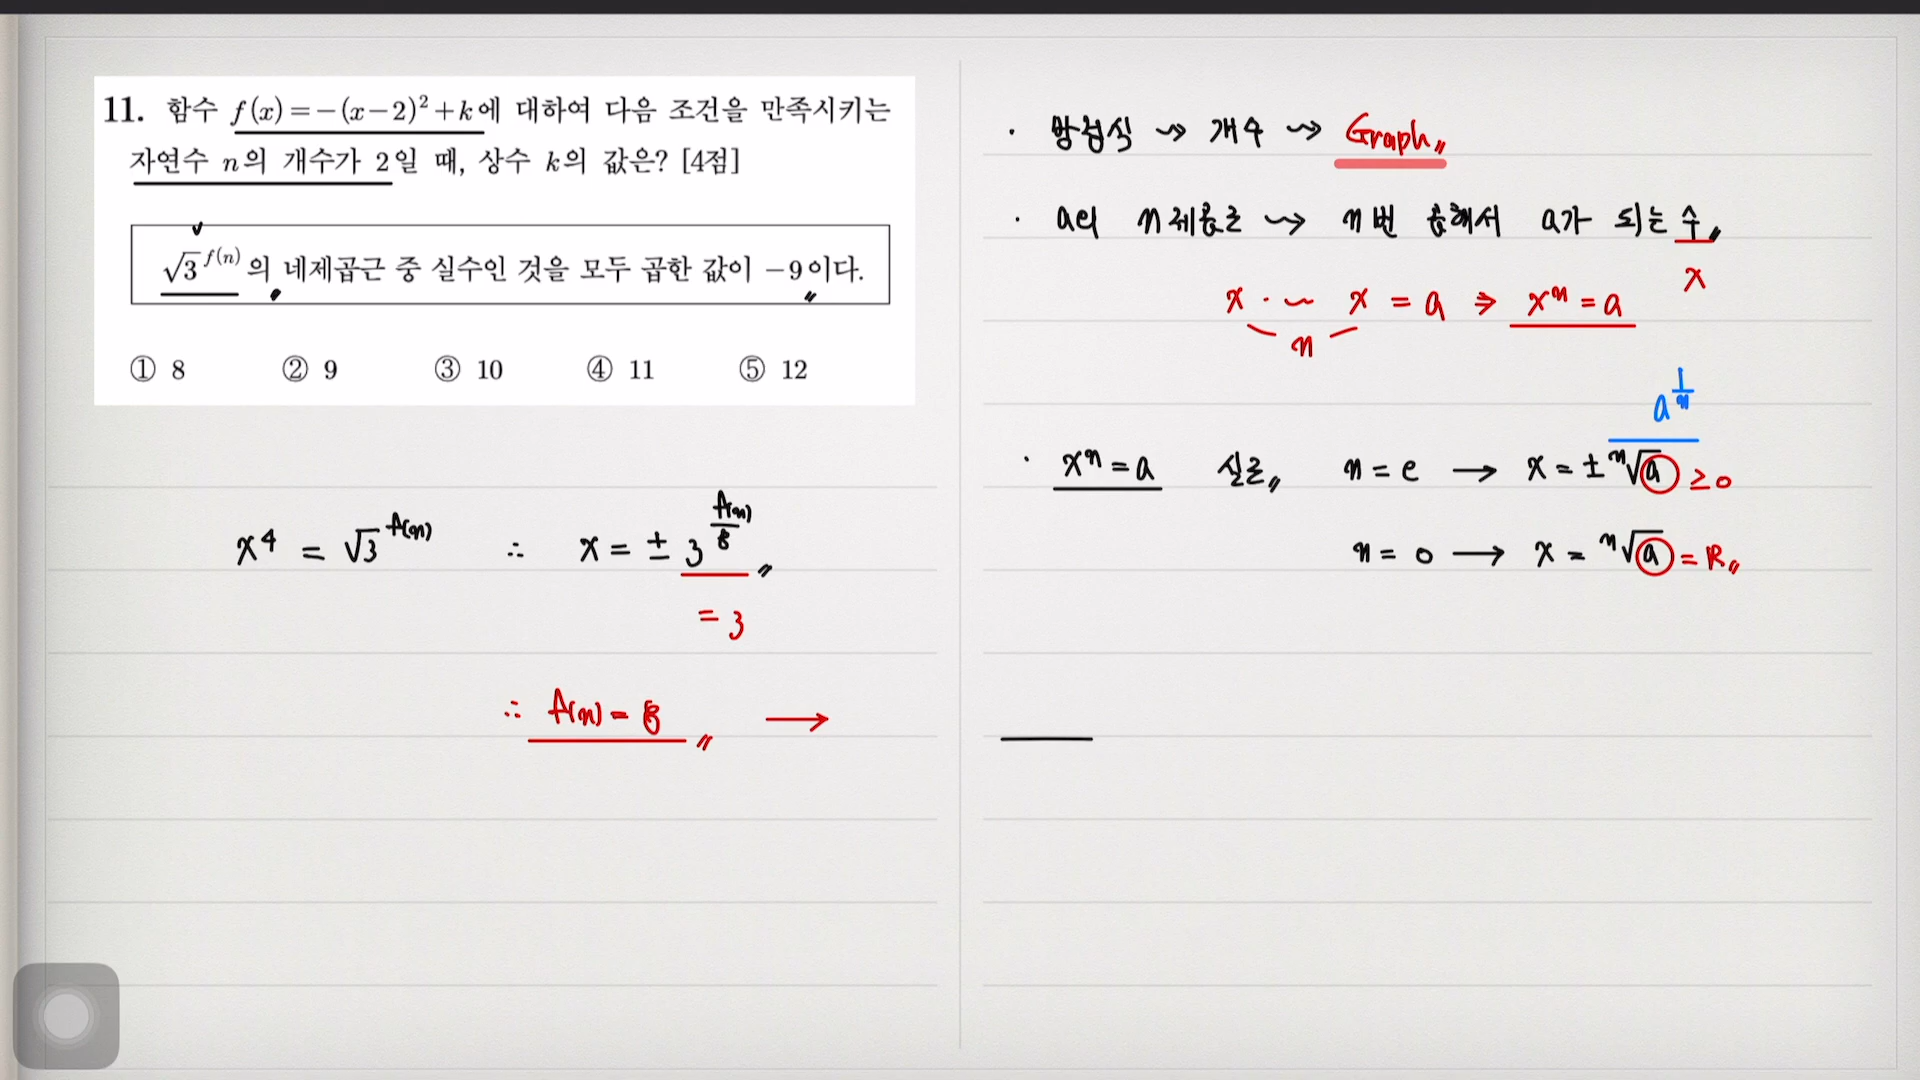 11. 함수 f(x)=-(x-2)²+k에 대하여 다음 조건을 만족시키는
자연수 n의 개수가 2일 때, 상수 k의 값은? [4점]
√3^f(n)의 네제곱근 중 실수인 것을 모두 곱한 값이 -9이다.
① 8 ② 9 ③ 10 ④ 11 ⑤ 12
x⁴ = √3^f(n) ∴ x = ± 3^(f(n)/8)
= 3
∴ f(n) = 8 →
· 방정식 ⇝ 개수 ⇝ Graph
· a의 n제곱근 ⇝ n번 곱해서 a가 되는 수
x
x · ~ x = a ⇒ xⁿ = a
n
a^(1/n)
· xⁿ = a 실근 n = e → x = ± ⁿ√a ≥ 0
n = o → x = ⁿ√a = R